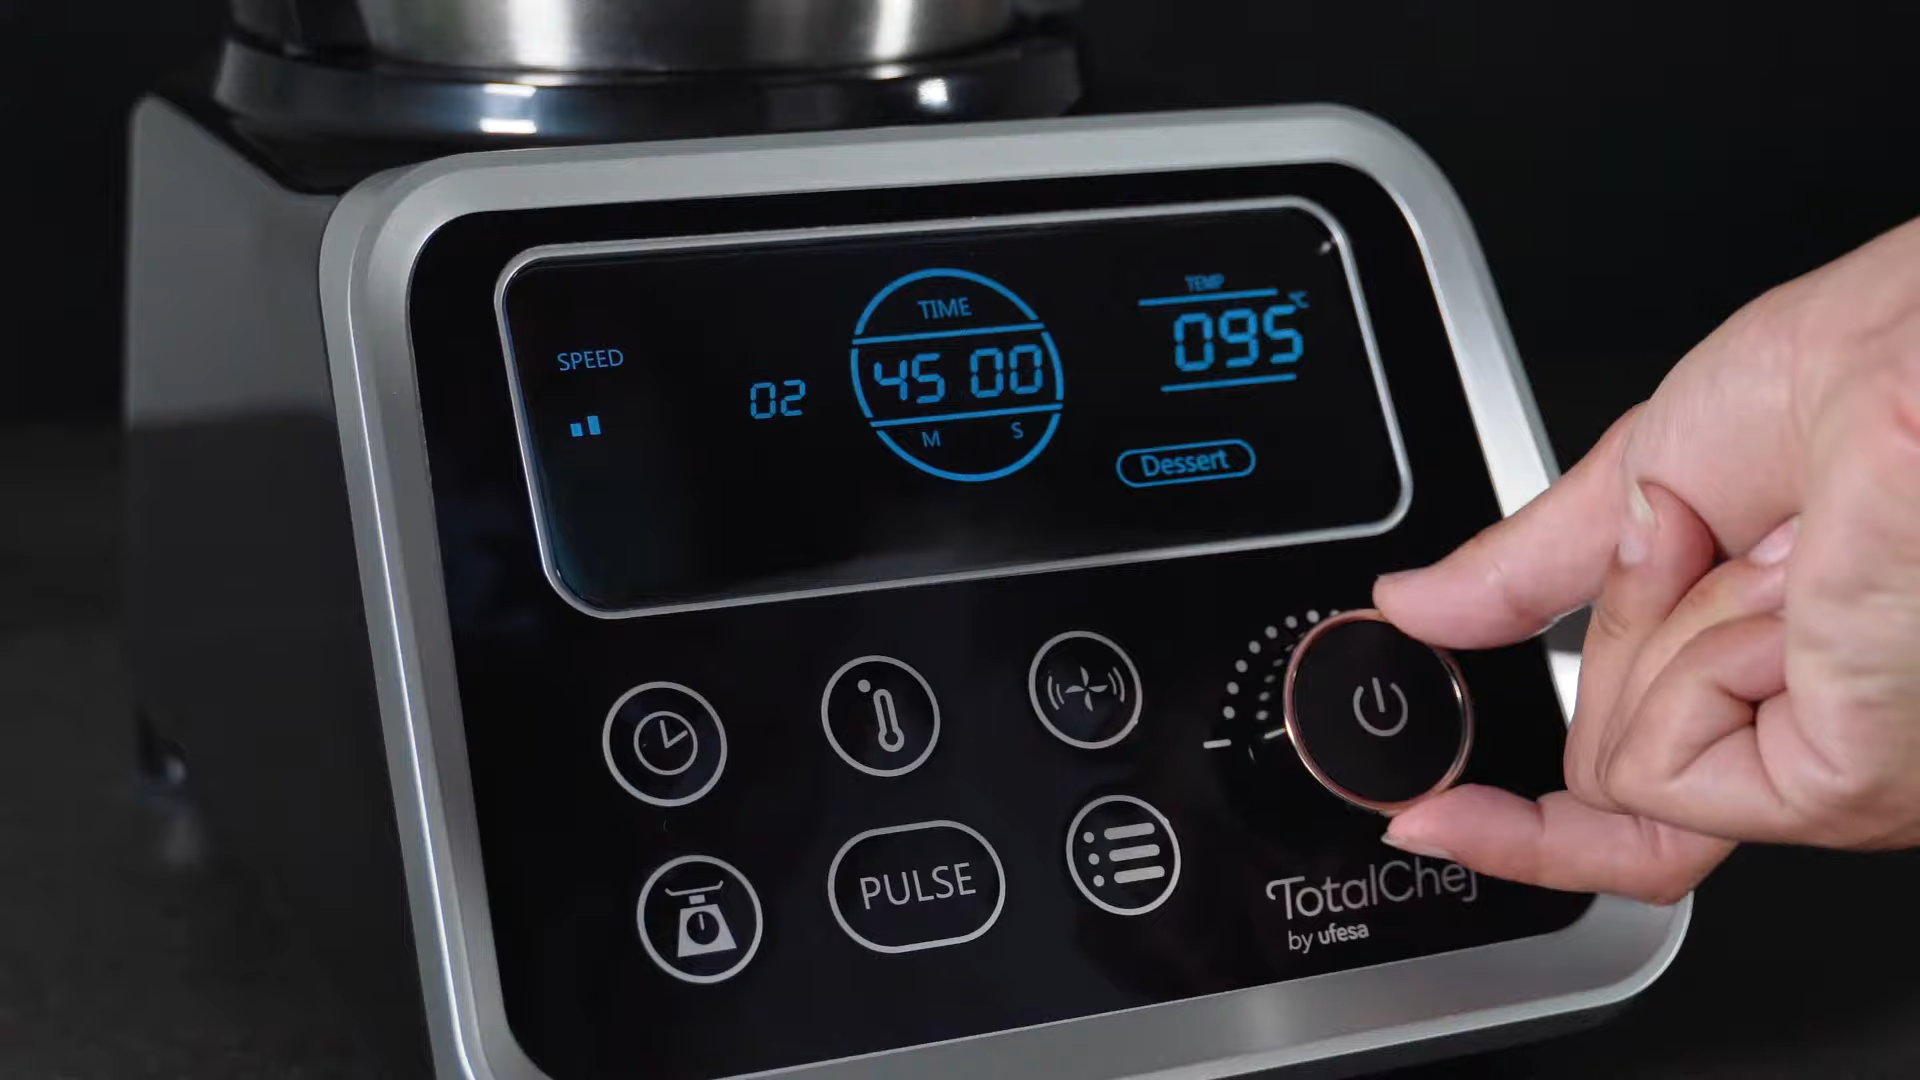 SPEED
02
TIME
45 00
M S
TEMP
095 °C
Dessert
PULSE
TotalChef
by ufesa